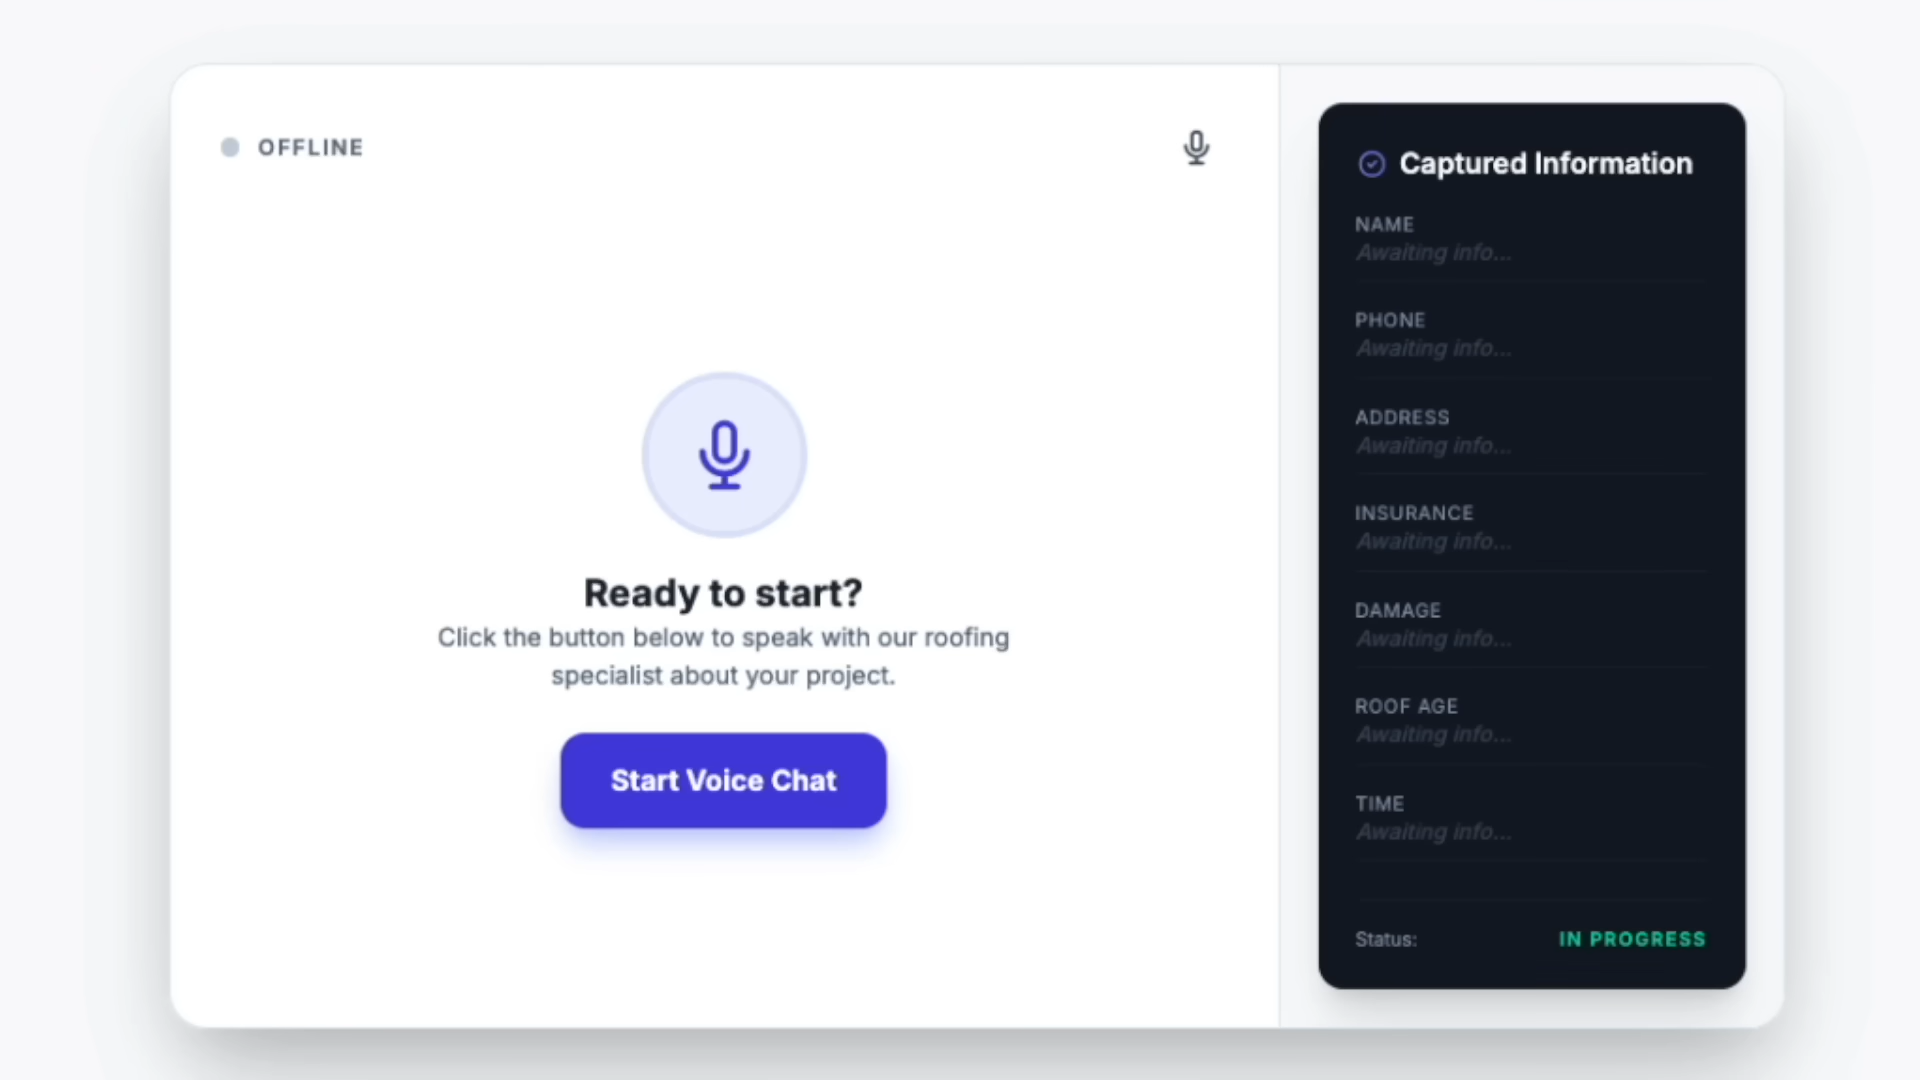 OFFLINE
Ready to start?
Click the button below to speak with our roofing
specialist about your project.
Start Voice Chat
Captured Information
NAME
Awaiting info...
PHONE
Awaiting info...
ADDRESS
Awaiting info...
INSURANCE
Awaiting info...
DAMAGE
Awaiting info...
ROOF AGE
Awaiting info...
TIME
Awaiting info...
Status: IN PROGRESS